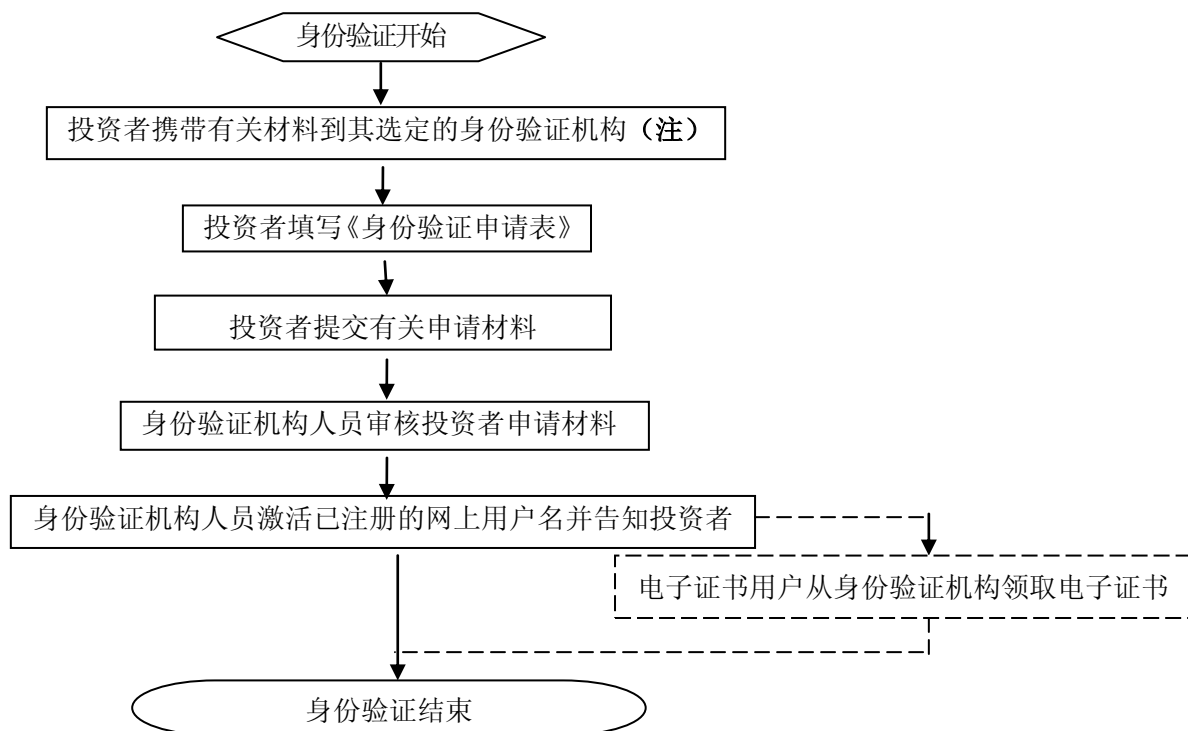 身份验证开始
投资者携带有关材料到其选定的身份验证机构（注）
投资者填写《身份验证申请表》
投资者提交有关申请材料
身份验证机构人员审核投资者申请材料
身份验证机构人员激活已注册的网上用户名并告知投资者
电子证书用户从身份验证机构领取电子证书
身份验证结束